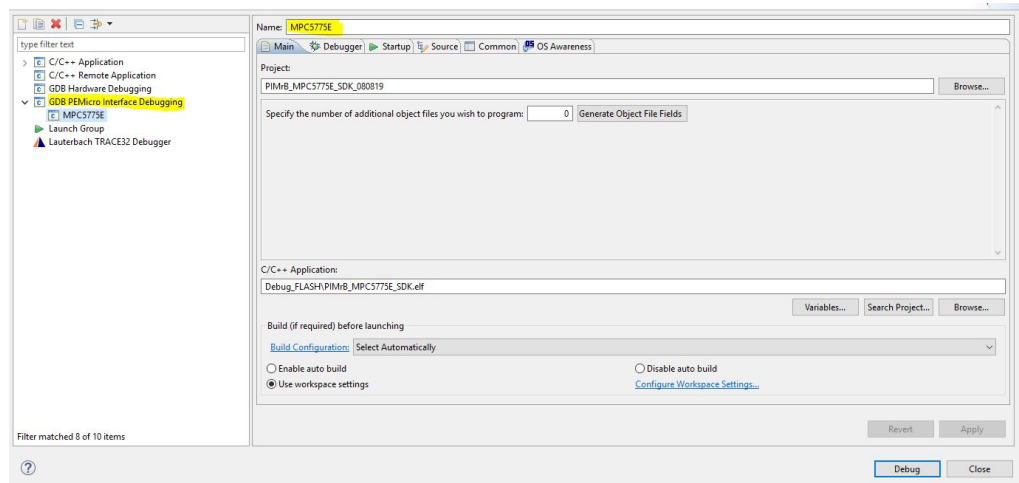 Name: MPC5775E
type filter text
C/C++ Application
C/C++ Remote Application
GDB Hardware Debugging
GDB PEMicro Interface Debugging
MPC5775E
Launch Group
Lauterbach TRACE32 Debugger
Filter matched 8 of 10 items
Main Debugger Startup Source Common OS Awareness
Project:
PIMrB_MPC5775E_SDK_080819 Browse...
Specify the number of additional object files you wish to program: 0 Generate Object File Fields
C/C++ Application:
Debug_FLASH\PIMrB_MPC5775E_SDK.elf
Variables... Search Project... Browse...
Build (if required) before launching
Build Configuration: Select Automatically
Enable auto build Disable auto build
Use workspace settings Configure Workspace Settings...
Revert Apply
Debug Close